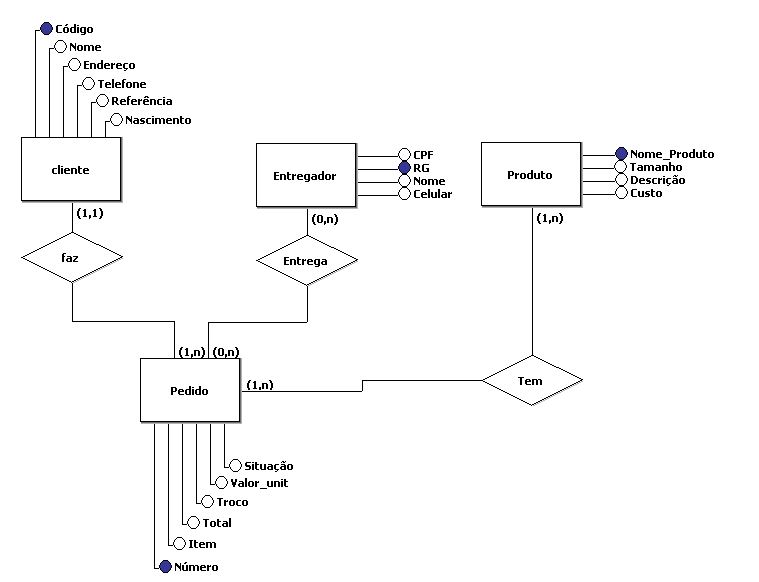 Código
Nome
Endereço
Telefone
Referência
Nascimento
cliente
(1,1)
faz
(1,n)
Entregador
CPF
RG
Nome
Celular
(0,n)
Entrega
(0,n)
Produto
Nome_Produto
Tamanho
Descrição
Custo
(1,n)
Tem
(1,n)
Pedido
Situação
Valor_unit
Troco
Total
Item
Número